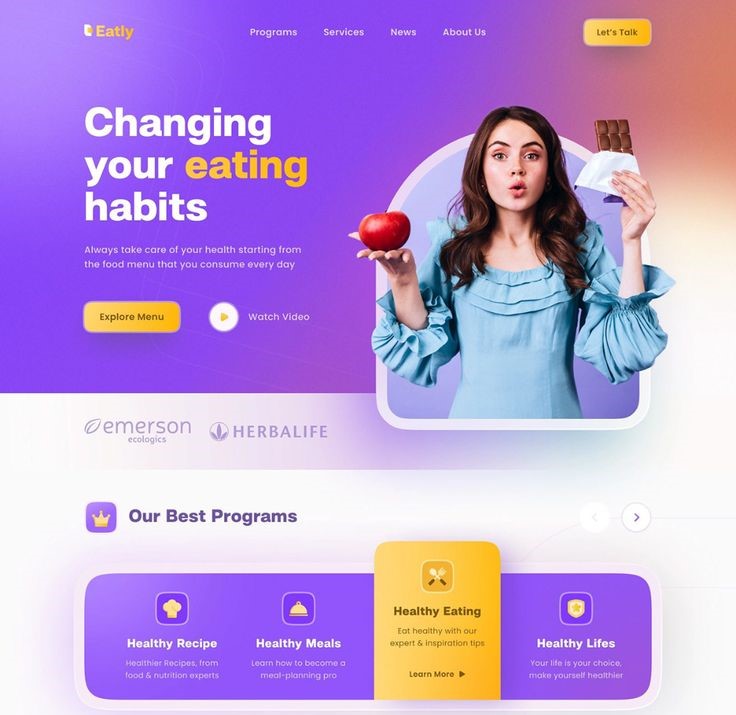 Eatly
Programs
Services
News
About Us
Let's Talk
Changing
your eating
habits
Always take care of your health starting from
the food menu that you consume every day
Explore Menu
Watch Video
emerson
ecologics
HERBALIFE
Our Best Programs
Healthy Recipe
Healthier Recipes, from
food & nutrition experts
Healthy Meals
Learn how to become a
meal-planning pro
Healthy Eating
Eat healthy with our
expert & inspiration tips
Learn More
Healthy Lifes
Your life is your choice,
make yourself healthier